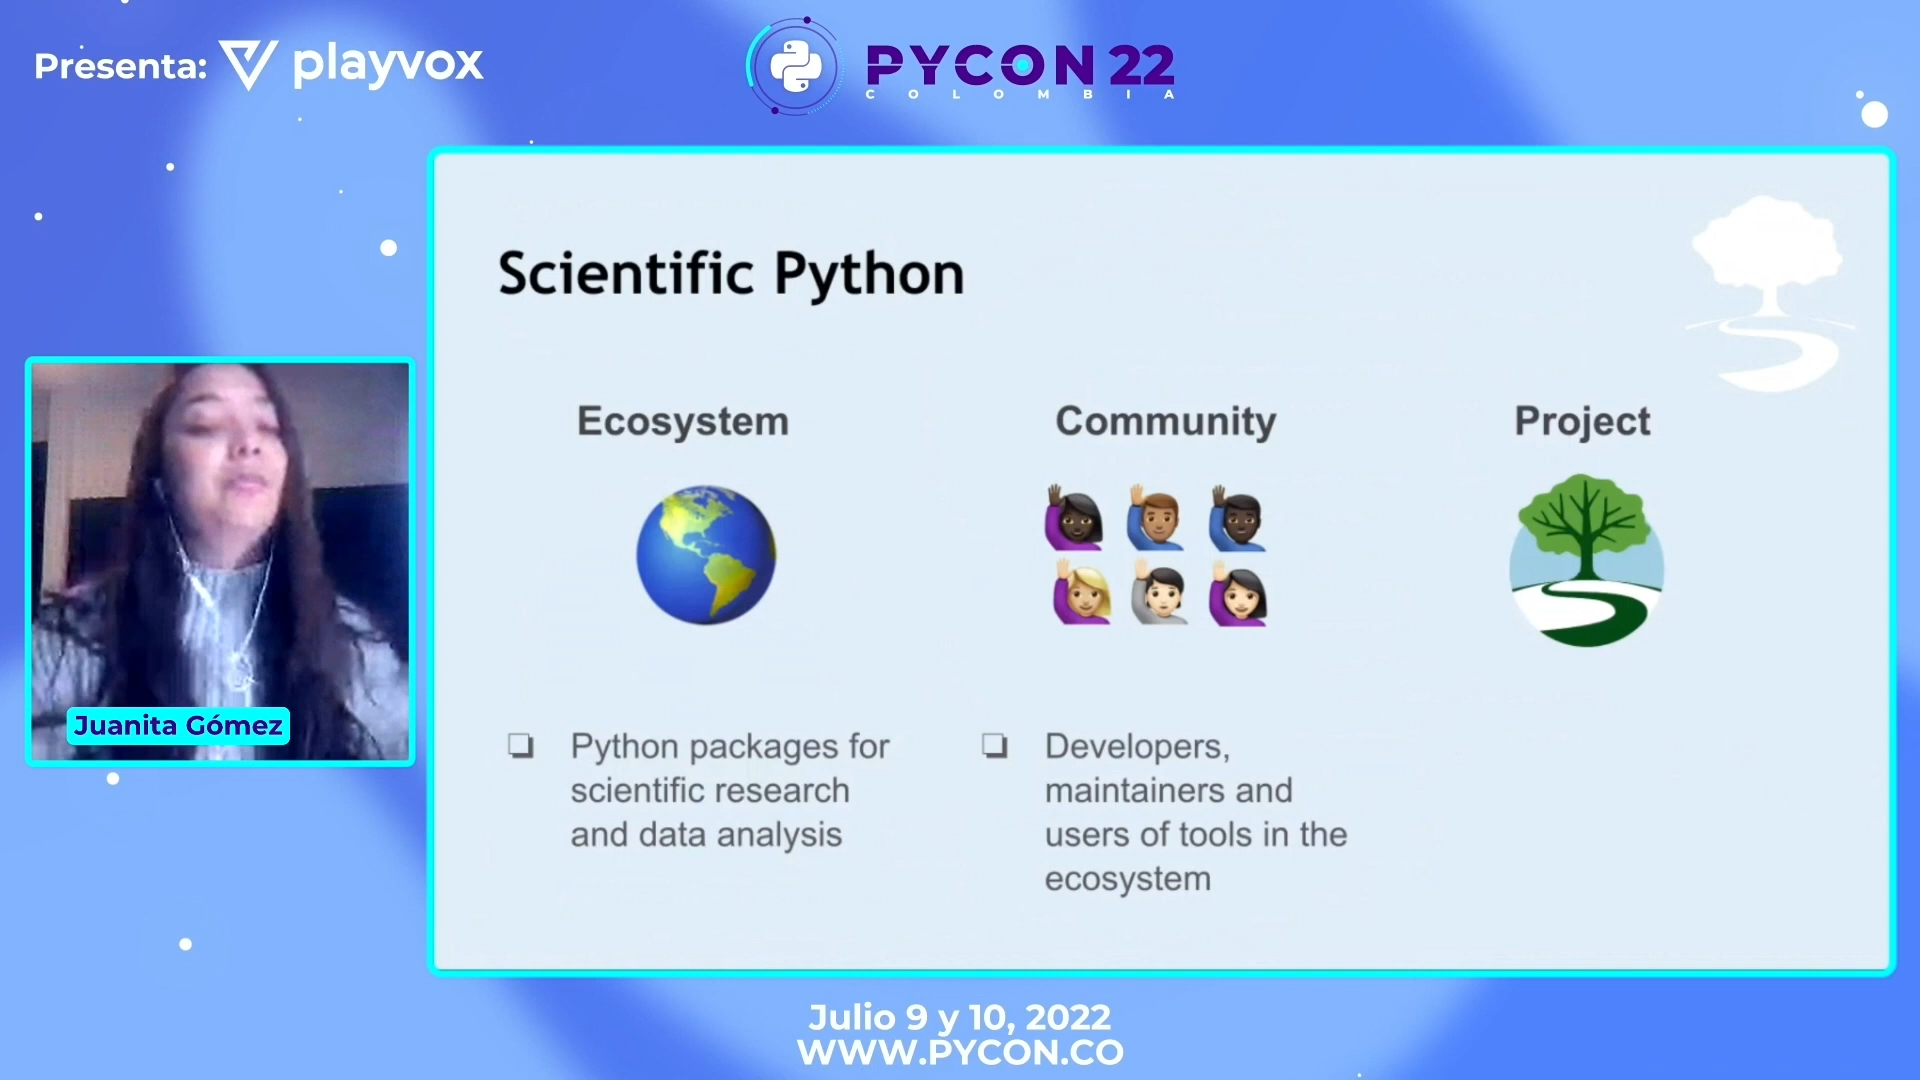 Presenta: playvox
PYCON 22
COLOMBIA
Scientific Python
Ecosystem
Community
Project
Python packages for
scientific research
and data analysis
Developers,
maintainers and
users of tools in the
ecosystem
Juanita Gómez
Julio 9 y 10, 2022
WWW.PYCON.CO